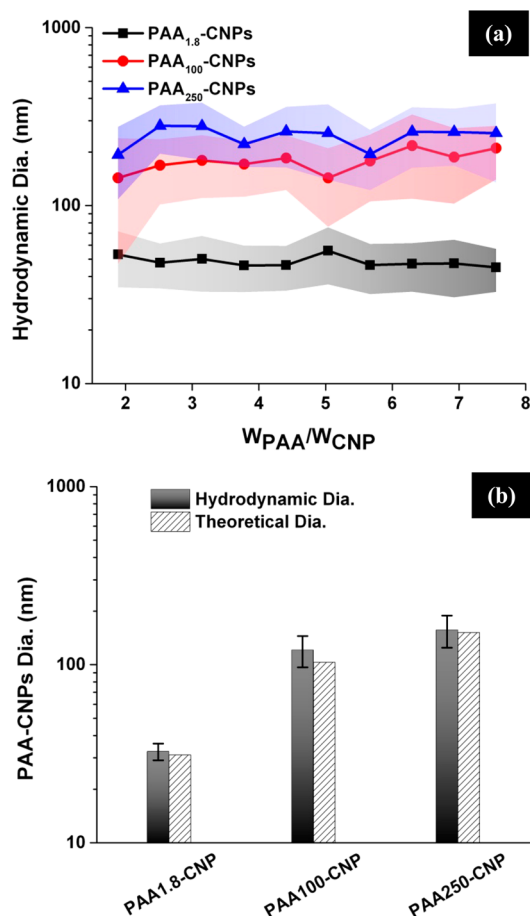 (a)
PAA1.8-CNPs
PAA100-CNPs
PAA250-CNPs
Hydrodynamic Dia. (nm)
1000
100
10
2 3 4 5 6 7 8
WPAA/WCNP
(b)
Hydrodynamic Dia.
Theoretical Dia.
PAA-CNPs Dia. (nm)
1000
100
10
PAA1.8-CNP
PAA100-CNP
PAA250-CNP